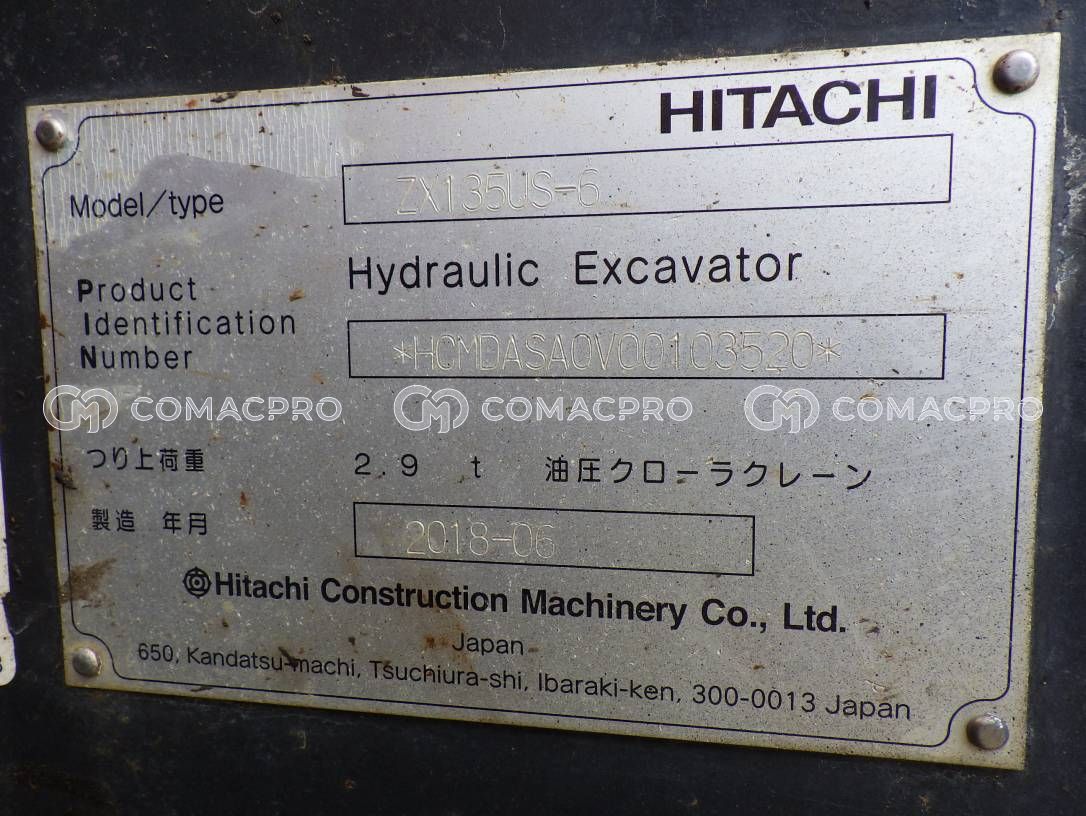 HITACHI
Model/type ZX135US-6
Hydraulic Excavator
Product
Identification
Number *HCMDASA0V00103520*
COMACPRO COMACPRO COMACPRO
つり上荷重 2.9 t 油圧クローラクレーン
製造 年月 2018-06
Hitachi Construction Machinery Co., Ltd.
Japan
650, Kandatsu-machi, Tsuchiura-shi, Ibaraki-ken, 300-0013 Japan